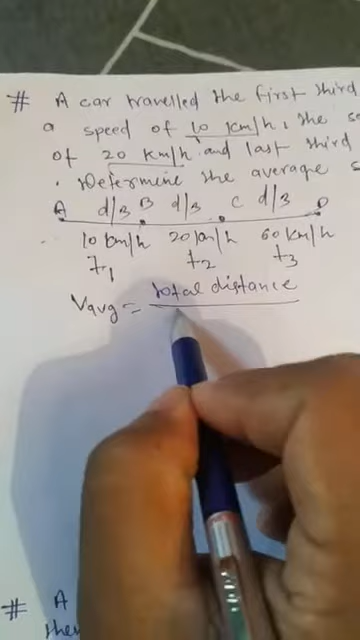 # A car travelled the first third
a speed of 10 km/h, the se
of 20 km/h and last third
. Determine the average s
A d/3 B d/3 C d/3 D
10 km/h 20 km/h 60 km/h
t1 t2 t3
Vavg = total distance
# A
then